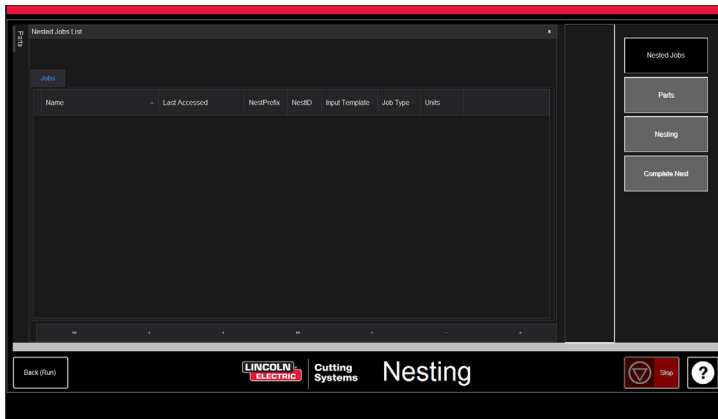 Parts
Nested Jobs List
Jobs
Name Last Accessed NestPrefix NestID Input Template Job Type Units
Nested Jobs
Parts
Nesting
Complete Nest
Back (Run)
LINCOLN ELECTRIC
Cutting Systems
Nesting
Stop
?